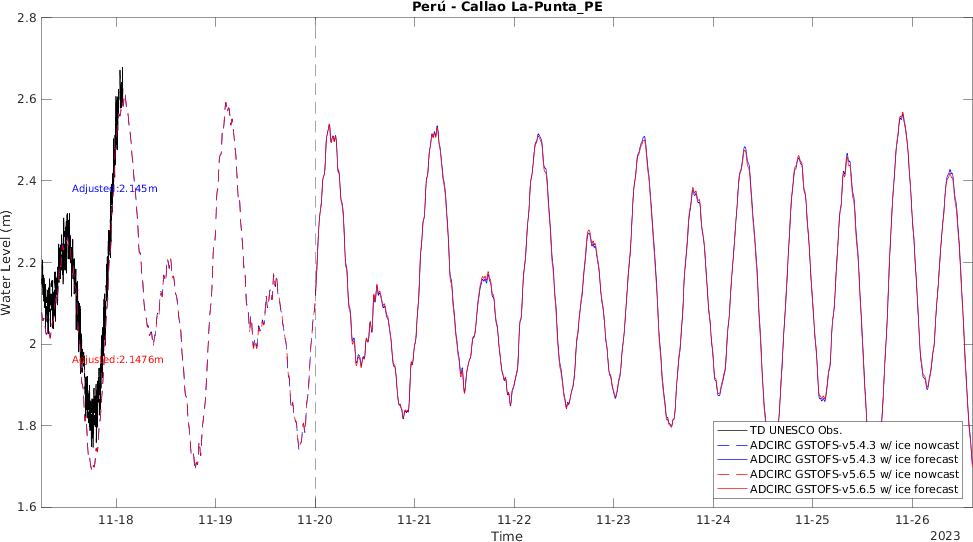 Perú - Callao La-Punta_PE
2.8
2.6
2.4
2.2
2
1.8
1.6
Water Level (m)
Adjusted:2.145m
Adjusted:2.1476m
TD UNESCO Obs.
ADCIRC GSTOFS-v5.4.3 w/ ice nowcast
ADCIRC GSTOFS-v5.4.3 w/ ice forecast
ADCIRC GSTOFS-v5.6.5 w/ ice nowcast
ADCIRC GSTOFS-v5.6.5 w/ ice forecast
11-18
11-19
11-20
11-21
11-22
11-23
11-24
11-25
11-26
Time
2023